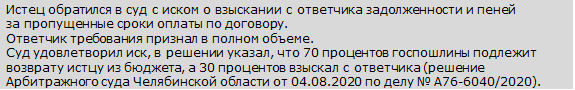 Истец обратился в суд с иском о взыскании с ответчика задолженности и пеней
за пропущенные сроки оплаты по договору.
Ответчик требования признал в полном объеме.
Суд удовлетворил иск, в решении указал, что 70 процентов госпошлины подлежит
возврату истцу из бюджета, а 30 процентов взыскал с ответчика (решение
Арбитражного суда Челябинской области от 04.08.2020 по делу № А76-6040/2020).